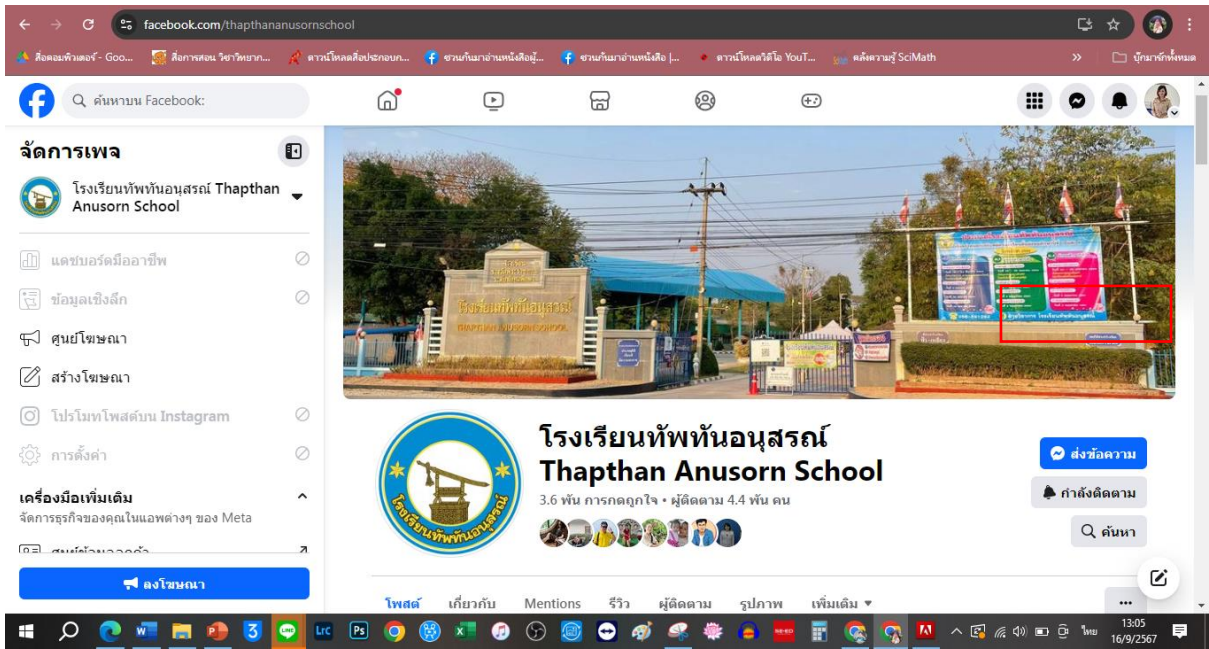 facebook.com/thapthananusornschool
สื่อคอมพิวเตอร์ - Goo...
สื่อการสอน วิชาวิทยาก...
ดาวน์โหลดสื่อประกอบก...
ชวนกันมาอ่านหนังสือผู้...
ชวนกันมาอ่านหนังสือ |...
ดาวน์โหลดวิดีโอ YouT...
คลังความรู้ SciMath
»
บุ๊กมาร์กทั้งหมด
ค้นหาบน Facebook:
จัดการเพจ
โรงเรียนทัพทันอนุสรณ์ Thapthan
Anusorn School
แดชบอร์ดมืออาชีพ
ข้อมูลเชิงลึก
ศูนย์โฆษณา
สร้างโฆษณา
โปรโมทโพสต์บน Instagram
การตั้งค่า
เครื่องมือเพิ่มเติม
จัดการธุรกิจของคุณในแอพต่างๆ ของ Meta
ลงโฆษณา
โรงเรียนทัพทันอนุสรณ์
THAPTHAN ANUSORN SCHOOL
โรงเรียนทัพทันอนุสรณ์
โรงเรียนทัพทันอนุสรณ์
Thapthan Anusorn School
3.6 พัน การกดถูกใจ • ผู้ติดตาม 4.4 พัน คน
ส่งข้อความ
กำลังติดตาม
ค้นหา
โพสต์ เกี่ยวกับ Mentions รีวิว ผู้ติดตาม รูปภาพ เพิ่มเติม
ไทย
13:05
16/9/2567